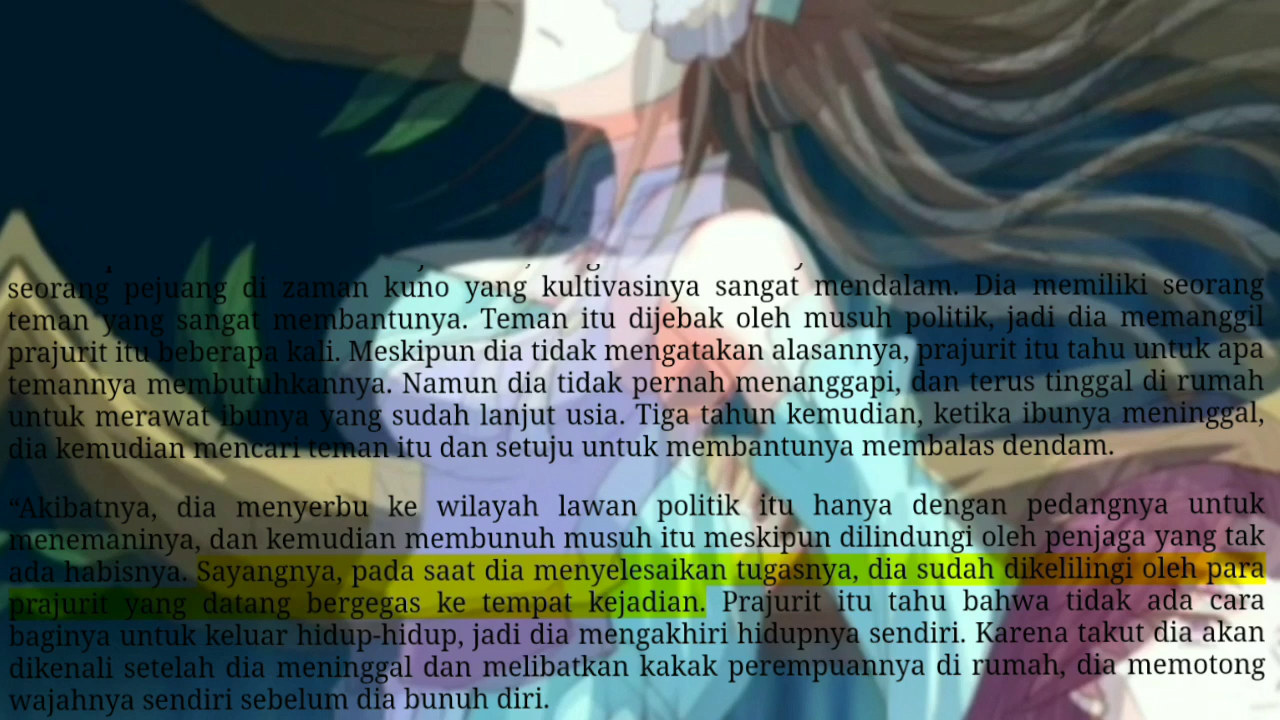 seorang pejuang di zaman kuno yang kultivasinya sangat mendalam. Dia memiliki seorang
teman yang sangat membantunya. Teman itu dijebak oleh musuh politik, jadi dia memanggil
prajurit itu beberapa kali. Meskipun dia tidak mengatakan alasannya, prajurit itu tahu untuk apa
temannya membutuhkannya. Namun dia tidak pernah menanggapi, dan terus tinggal di rumah
untuk merawat ibunya yang sudah lanjut usia. Tiga tahun kemudian, ketika ibunya meninggal,
dia kemudian mencari teman itu dan setuju untuk membantunya membalas dendam.
“Akibatnya, dia menyerbu ke wilayah lawan politik itu hanya dengan pedangnya untuk
menemaninya, dan kemudian membunuh musuh itu meskipun dilindungi oleh penjaga yang tak
ada habisnya. Sayangnya, pada saat dia menyelesaikan tugasnya, dia sudah dikelilingi oleh para
prajurit yang datang bergegas ke tempat kejadian. Prajurit itu tahu bahwa tidak ada cara
baginya untuk keluar hidup-hidup, jadi dia mengakhiri hidupnya sendiri. Karena takut dia akan
dikenali setelah dia meninggal dan melibatkan kakak perempuannya di rumah, dia memotong
wajahnya sendiri sebelum dia bunuh diri.